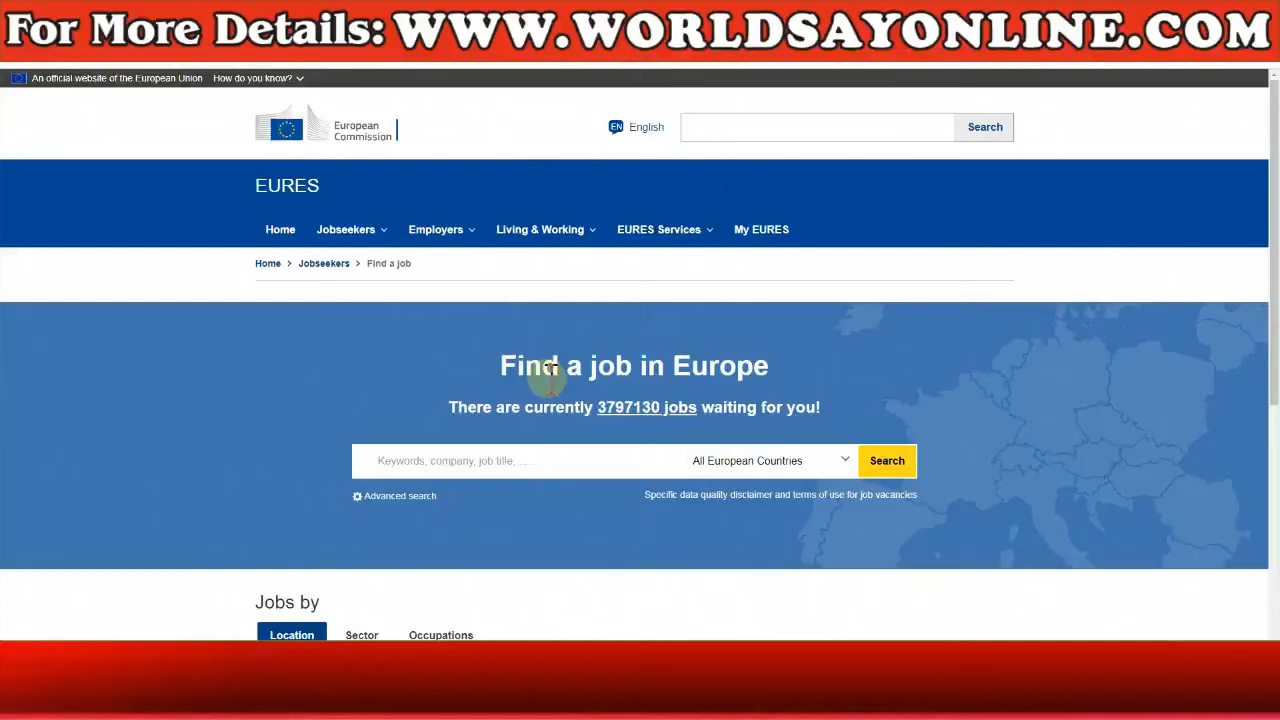 For More Details: WWW.WORLDSAYONLINE.COM
An official website of the European Union How do you know?
European
Commission
EN English
Search
EURES
Home Jobseekers Employers Living & Working EURES Services My EURES
Home > Jobseekers > Find a job
Find a job in Europe
There are currently 3797130 jobs waiting for you!
Keywords, company, job title,...... All European Countries Search
Advanced search Specific data quality disclaimer and terms of use for job vacancies
Jobs by
Location Sector Occupations